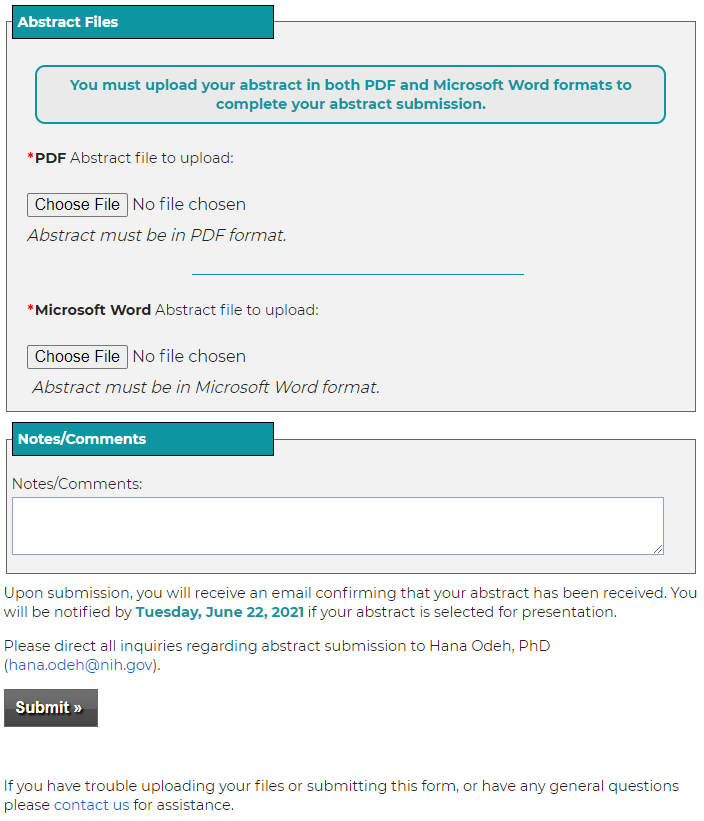 Abstract Files
You must upload your abstract in both PDF and Microsoft Word formats to
complete your abstract submission.
*PDF Abstract file to upload:
Choose File No file chosen
Abstract must be in PDF format.
*Microsoft Word Abstract file to upload:
Choose File No file chosen
Abstract must be in Microsoft Word format.
Notes/Comments
Notes/Comments:
Upon submission, you will receive an email confirming that your abstract has been received. You
will be notified by Tuesday, June 22, 2021 if your abstract is selected for presentation.
Please direct all inquiries regarding abstract submission to Hana Odeh, PhD
(hana.odeh@nih.gov).
Submit »
If you have trouble uploading your files or submitting this form, or have any general questions
please contact us for assistance.